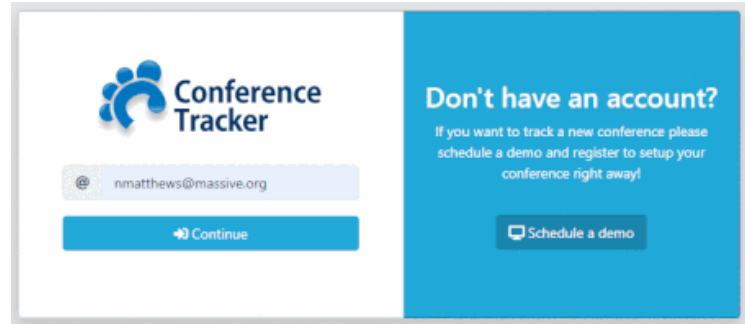 Conference
Tracker
@ nmatthews@massive.org
Continue
Don't have an account?
If you want to track a new conference please
schedule a demo and register to setup your
conference right away!
Schedule a demo